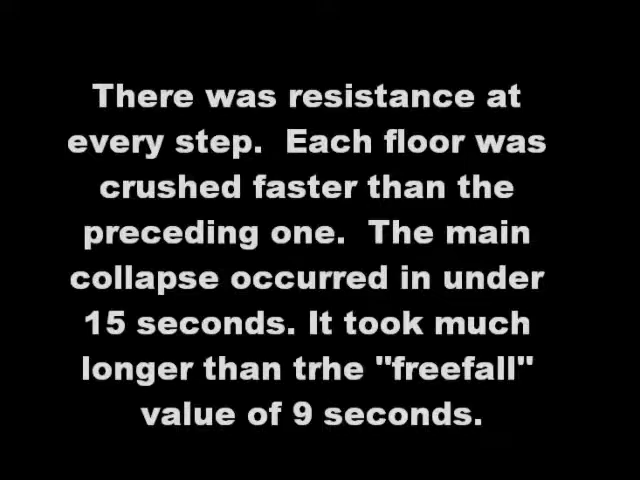 There was resistance at
every step.  Each floor was
crushed faster than the
preceding one.  The main
collapse occurred in under
15 seconds. It took much
longer than trhe "freefall"
value of 9 seconds.